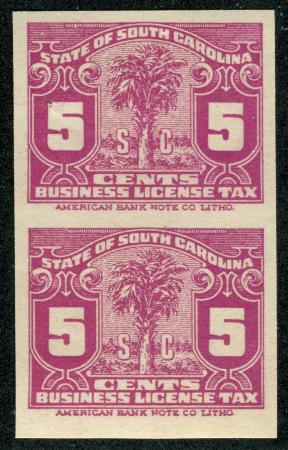 STATE OF SOUTH CAROLINA
5 S C 5
CENTS
BUSINESS LICENSE TAX
AMERICAN BANK NOTE CO LITHO.
STATE OF SOUTH CAROLINA
5 S C 5
CENTS
BUSINESS LICENSE TAX
AMERICAN BANK NOTE CO LITHO.